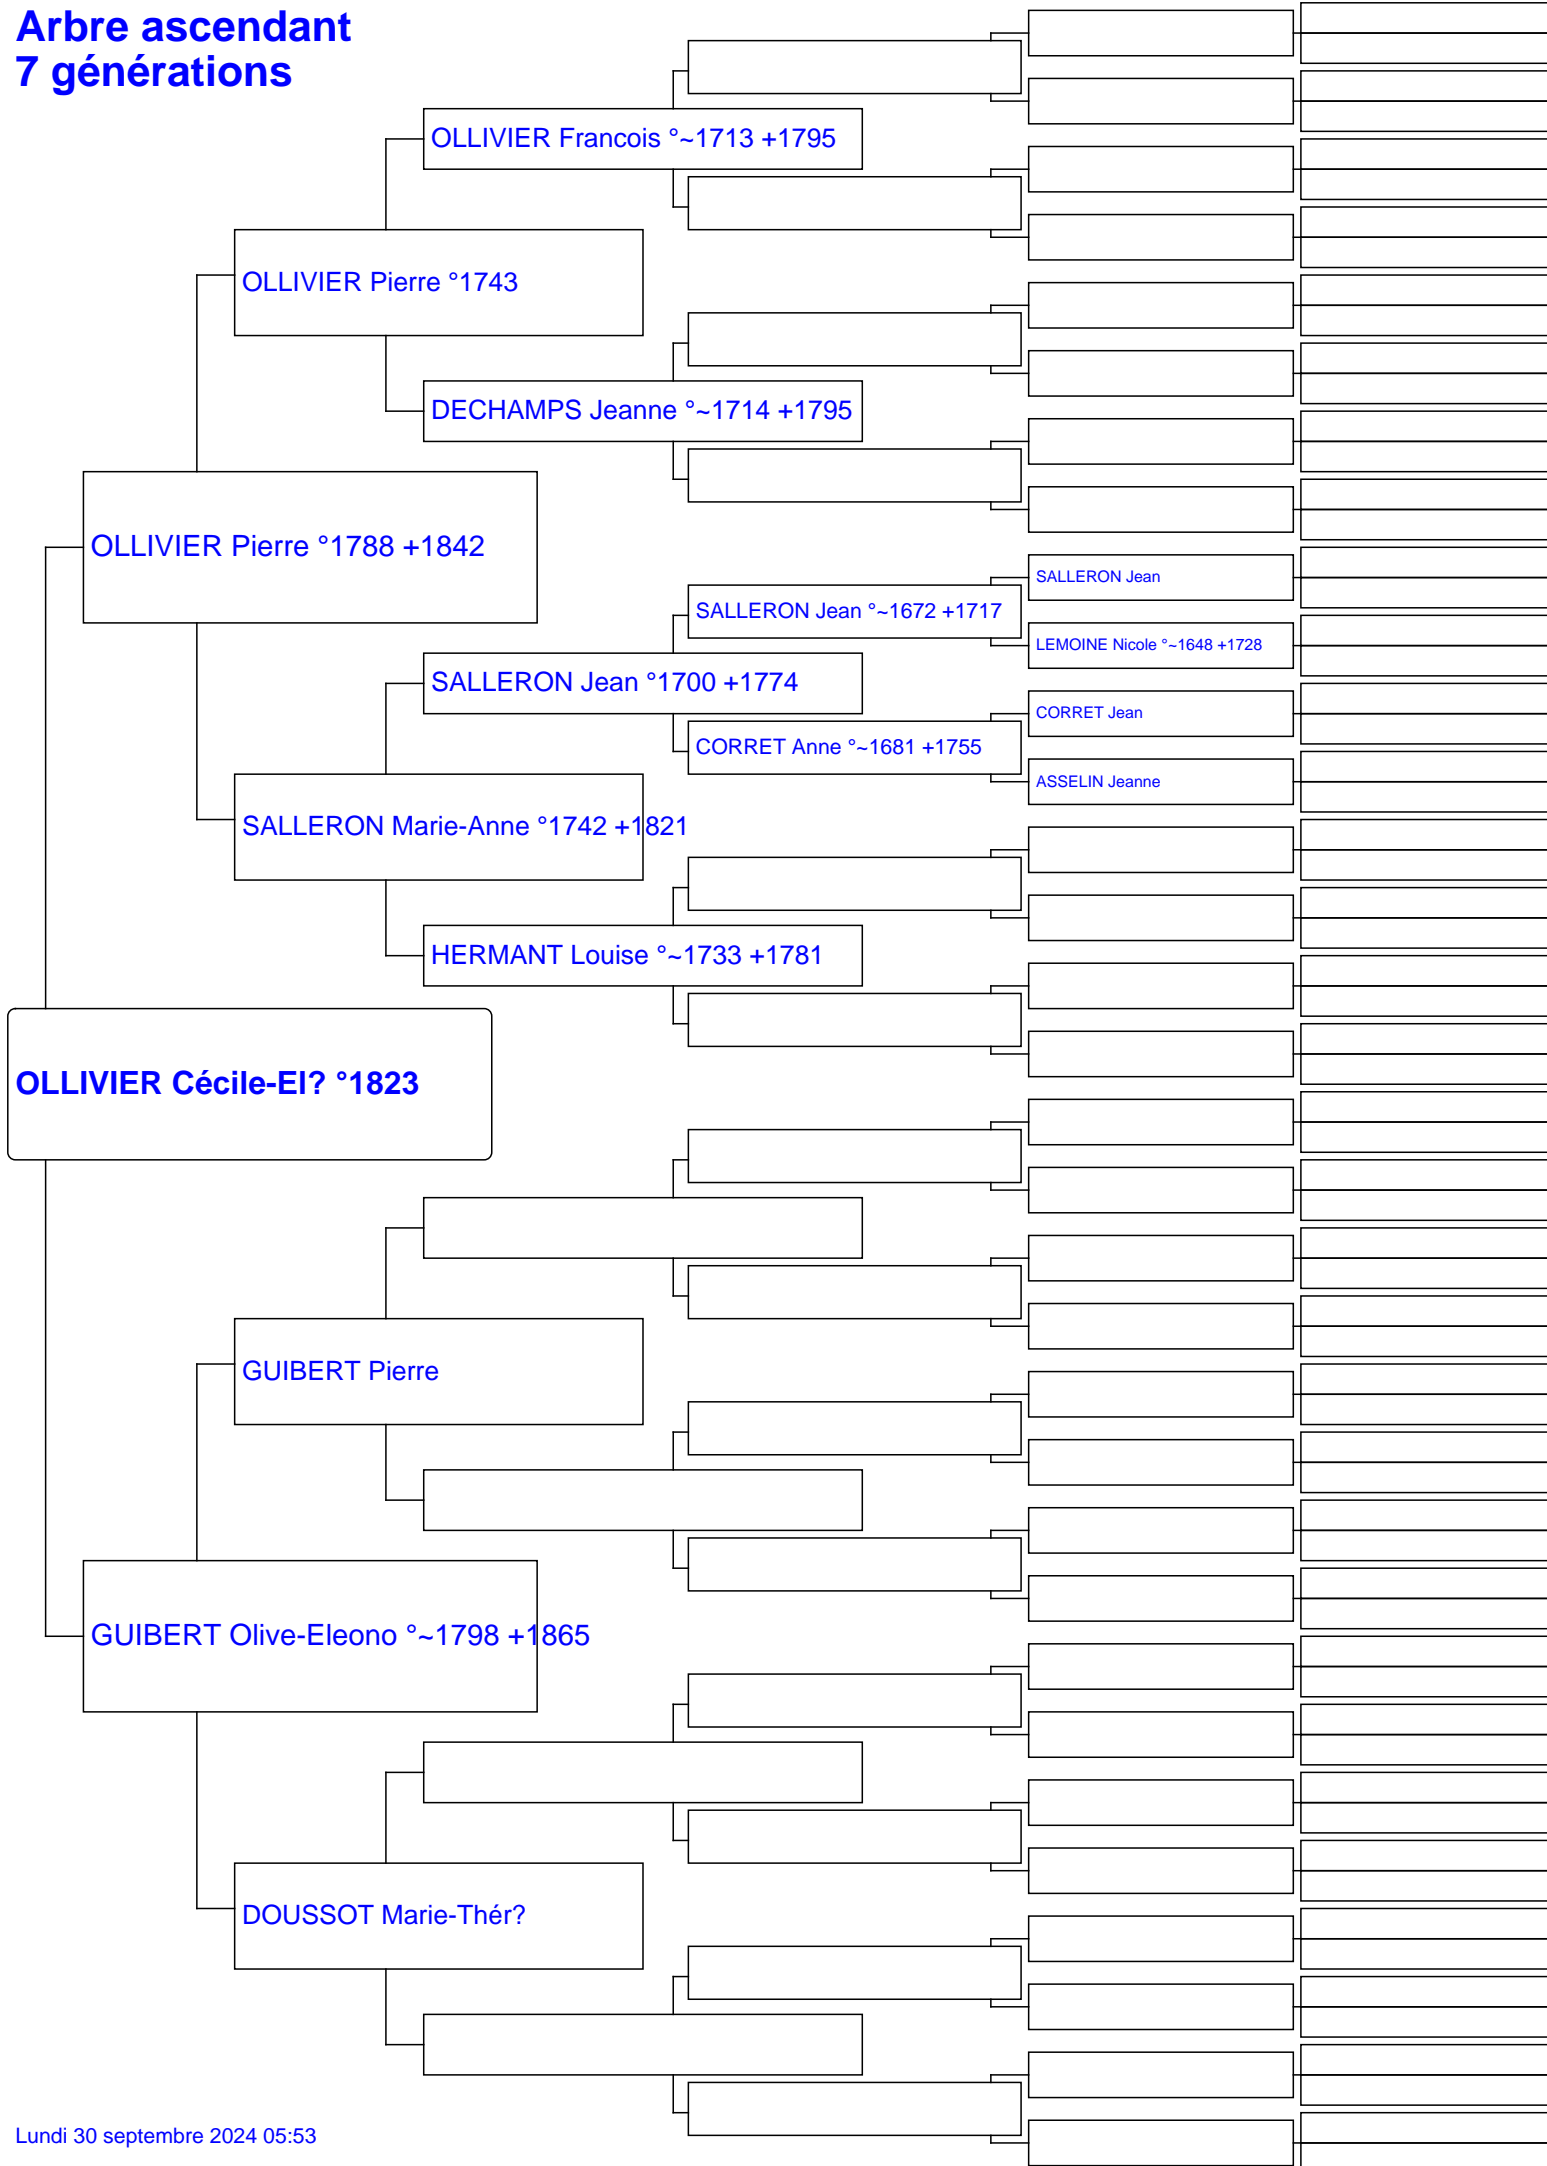 Arbre ascendant
7 générations
OLLIVIER Francois °~1713 +1795
OLLIVIER Pierre °1743
DECHAMPS Jeanne °~1714 +1795
OLLIVIER Pierre °1788 +1842
SALLERON Jean
SALLERON Jean °~1672 +1717
LEMOINE Nicole °~1648 +1728
SALLERON Jean °1700 +1774
CORRET Jean
CORRET Anne °~1681 +1755
ASSELIN Jeanne
SALLERON Marie-Anne °1742 +1821
HERMANT Louise °~1733 +1781
OLLIVIER Cécile-El? °1823
GUIBERT Pierre
GUIBERT Olive-Eleono °~1798 +1865
DOUSSOT Marie-Thér?
Lundi 30 septembre 2024 05:53